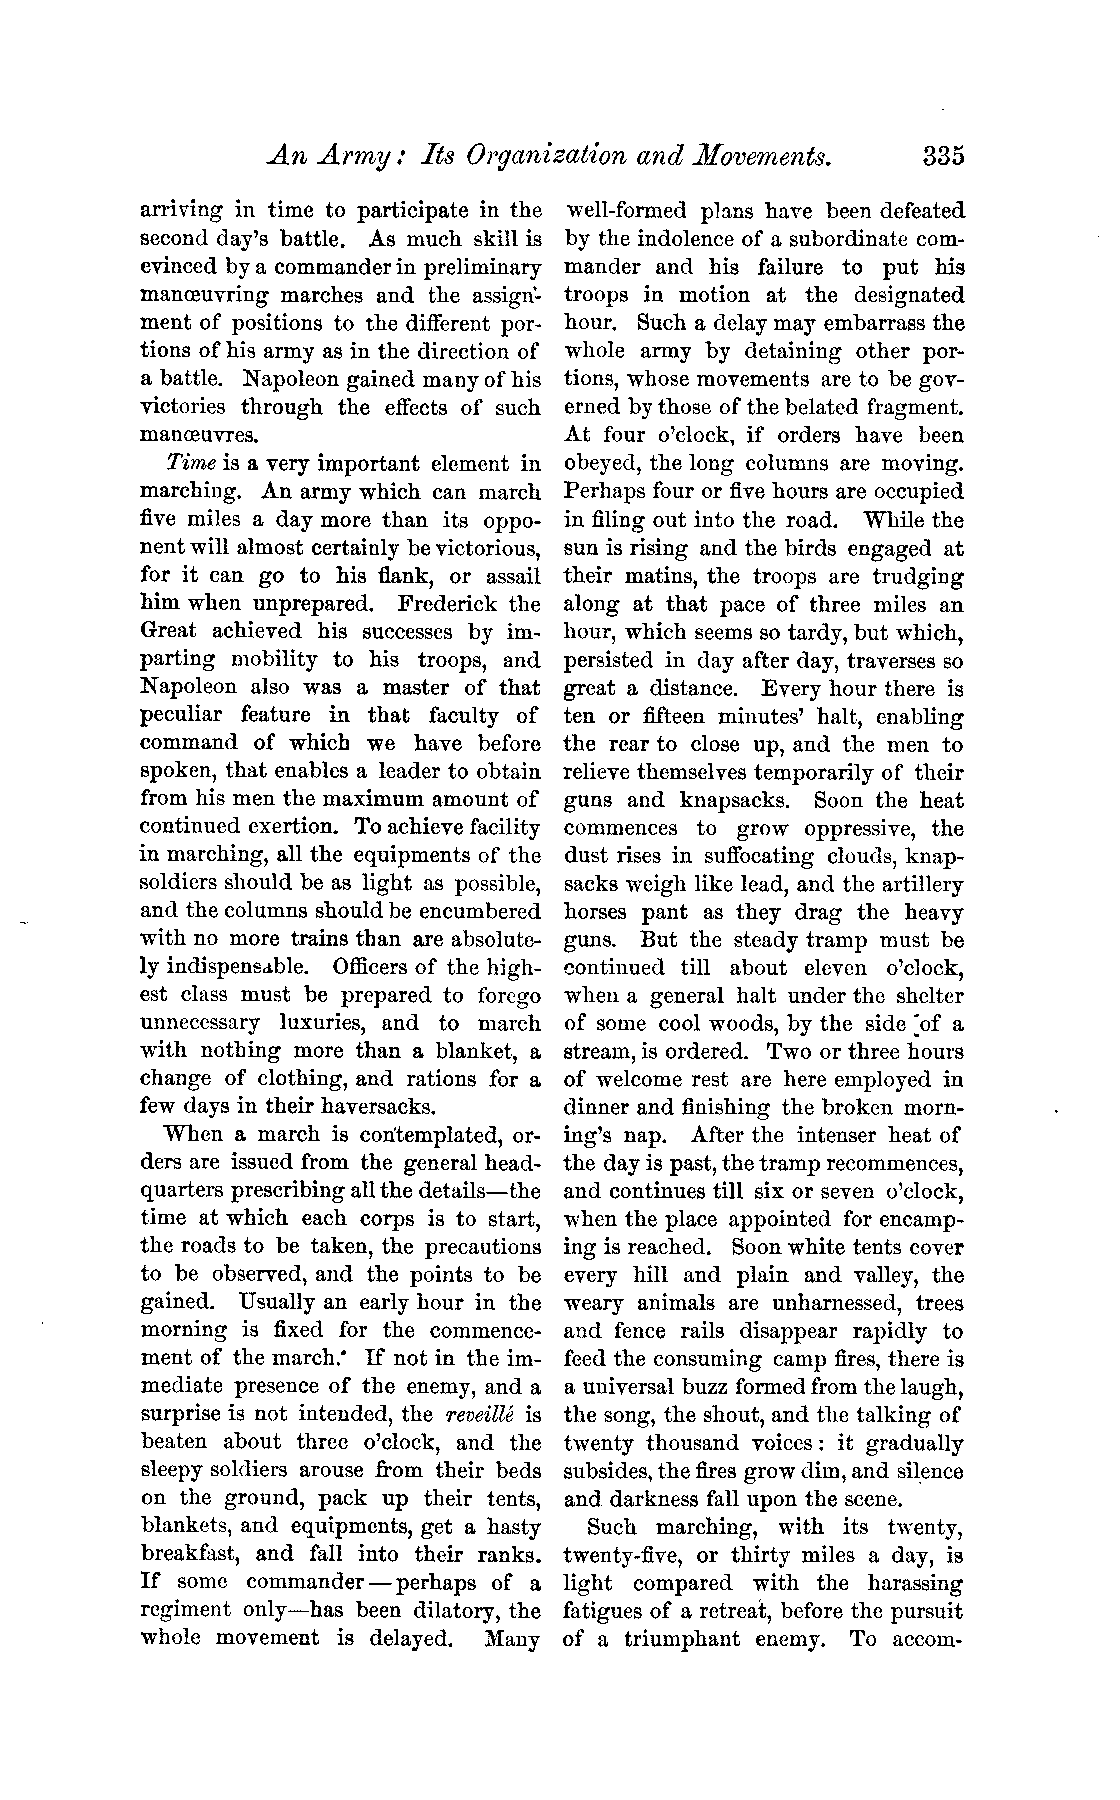 An Army: Its Organization and Movements. 335
arriving in time to participate in the
second day's battle. As much skill is
evinced by a commander in preliminary
manœuvring marches and the assign-
ment of positions to the different por-
tions of his army as in the direction of
a battle. Napoleon gained many of his
victories through the effects of such
manœuvres.
Time is a very important element in
marching. An army which can march
five miles a day more than its oppo-
nent will almost certainly be victorious,
for it can go to his flank, or assail
him when unprepared. Frederick the
Great achieved his successes by im-
parting mobility to his troops, and
Napoleon also was a master of that
peculiar feature in that faculty of
command of which we have before
spoken, that enables a leader to obtain
from his men the maximum amount of
continued exertion. To achieve facility
in marching, all the equipments of the
soldiers should be as light as possible,
and the columns should be encumbered
with no more trains than are absolute-
ly indispensable. Officers of the high-
est class must be prepared to forego
unnecessary luxuries, and to march
with nothing more than a blanket, a
change of clothing, and rations for a
few days in their haversacks.
When a march is contemplated, or-
ders are issued from the general head-
quarters prescribing all the details—the
time at which each corps is to start,
the roads to be taken, the precautions
to be observed, and the points to be
gained. Usually an early hour in the
morning is fixed for the commence-
ment of the march. If not in the im-
mediate presence of the enemy, and a
surprise is not intended, the reveillé is
beaten about three o'clock, and the
sleepy soldiers arouse from their beds
on the ground, pack up their tents,
blankets, and equipments, get a hasty
breakfast, and fall into their ranks.
If some commander—perhaps of a
regiment only—has been dilatory, the
whole movement is delayed. Many
well-formed plans have been defeated
by the indolence of a subordinate com-
mander and his failure to put his
troops in motion at the designated
hour. Such a delay may embarrass the
whole army by detaining other por-
tions, whose movements are to be gov-
erned by those of the belated fragment.
At four o'clock, if orders have been
obeyed, the long columns are moving.
Perhaps four or five hours are occupied
in filing out into the road. While the
sun is rising and the birds engaged at
their matins, the troops are trudging
along at that pace of three miles an
hour, which seems so tardy, but which,
persisted in day after day, traverses so
great a distance. Every hour there is
ten or fifteen minutes' halt, enabling
the rear to close up, and the men to
relieve themselves temporarily of their
guns and knapsacks. Soon the heat
commences to grow oppressive, the
dust rises in suffocating clouds, knap-
sacks weigh like lead, and the artillery
horses pant as they drag the heavy
guns. But the steady tramp must be
continued till about eleven o'clock,
when a general halt under the shelter
of some cool woods, by the side of a
stream, is ordered. Two or three hours
of welcome rest are here employed in
dinner and finishing the broken morn-
ing's nap. After the intenser heat of
the day is past, the tramp recommences,
and continues till six or seven o'clock,
when the place appointed for encamp-
ing is reached. Soon white tents cover
every hill and plain and valley, the
weary animals are unharnessed, trees
and fence rails disappear rapidly to
feed the consuming camp fires, there is
a universal buzz formed from the laugh,
the song, the shout, and the talking of
twenty thousand voices: it gradually
subsides, the fires grow dim, and silence
and darkness fall upon the scene.
Such marching, with its twenty,
twenty-five, or thirty miles a day, is
light compared with the harassing
fatigues of a retreat, before the pursuit
of a triumphant enemy. To accom-